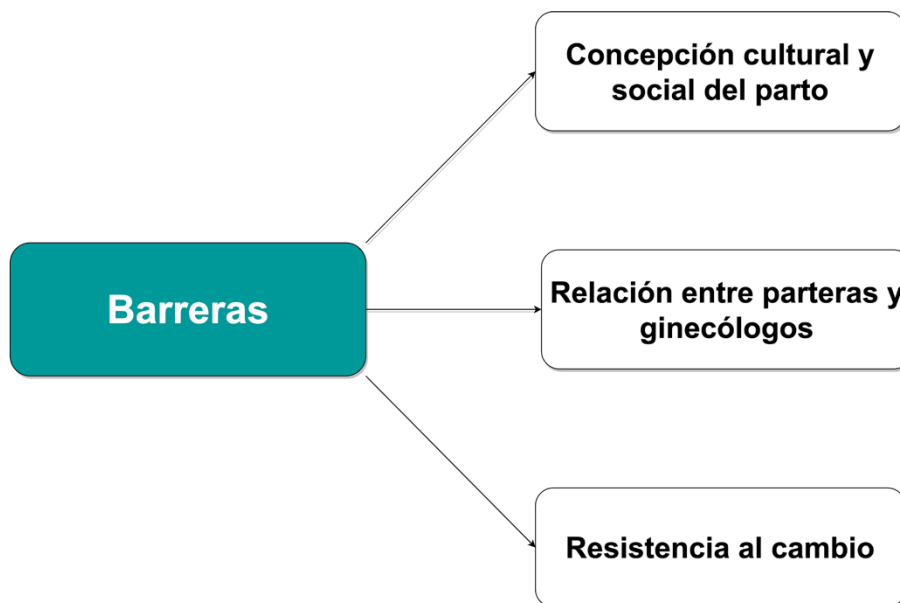 Concepción cultural y
social del parto
Barreras
Relación entre parteras y
ginecólogos
Resistencia al cambio